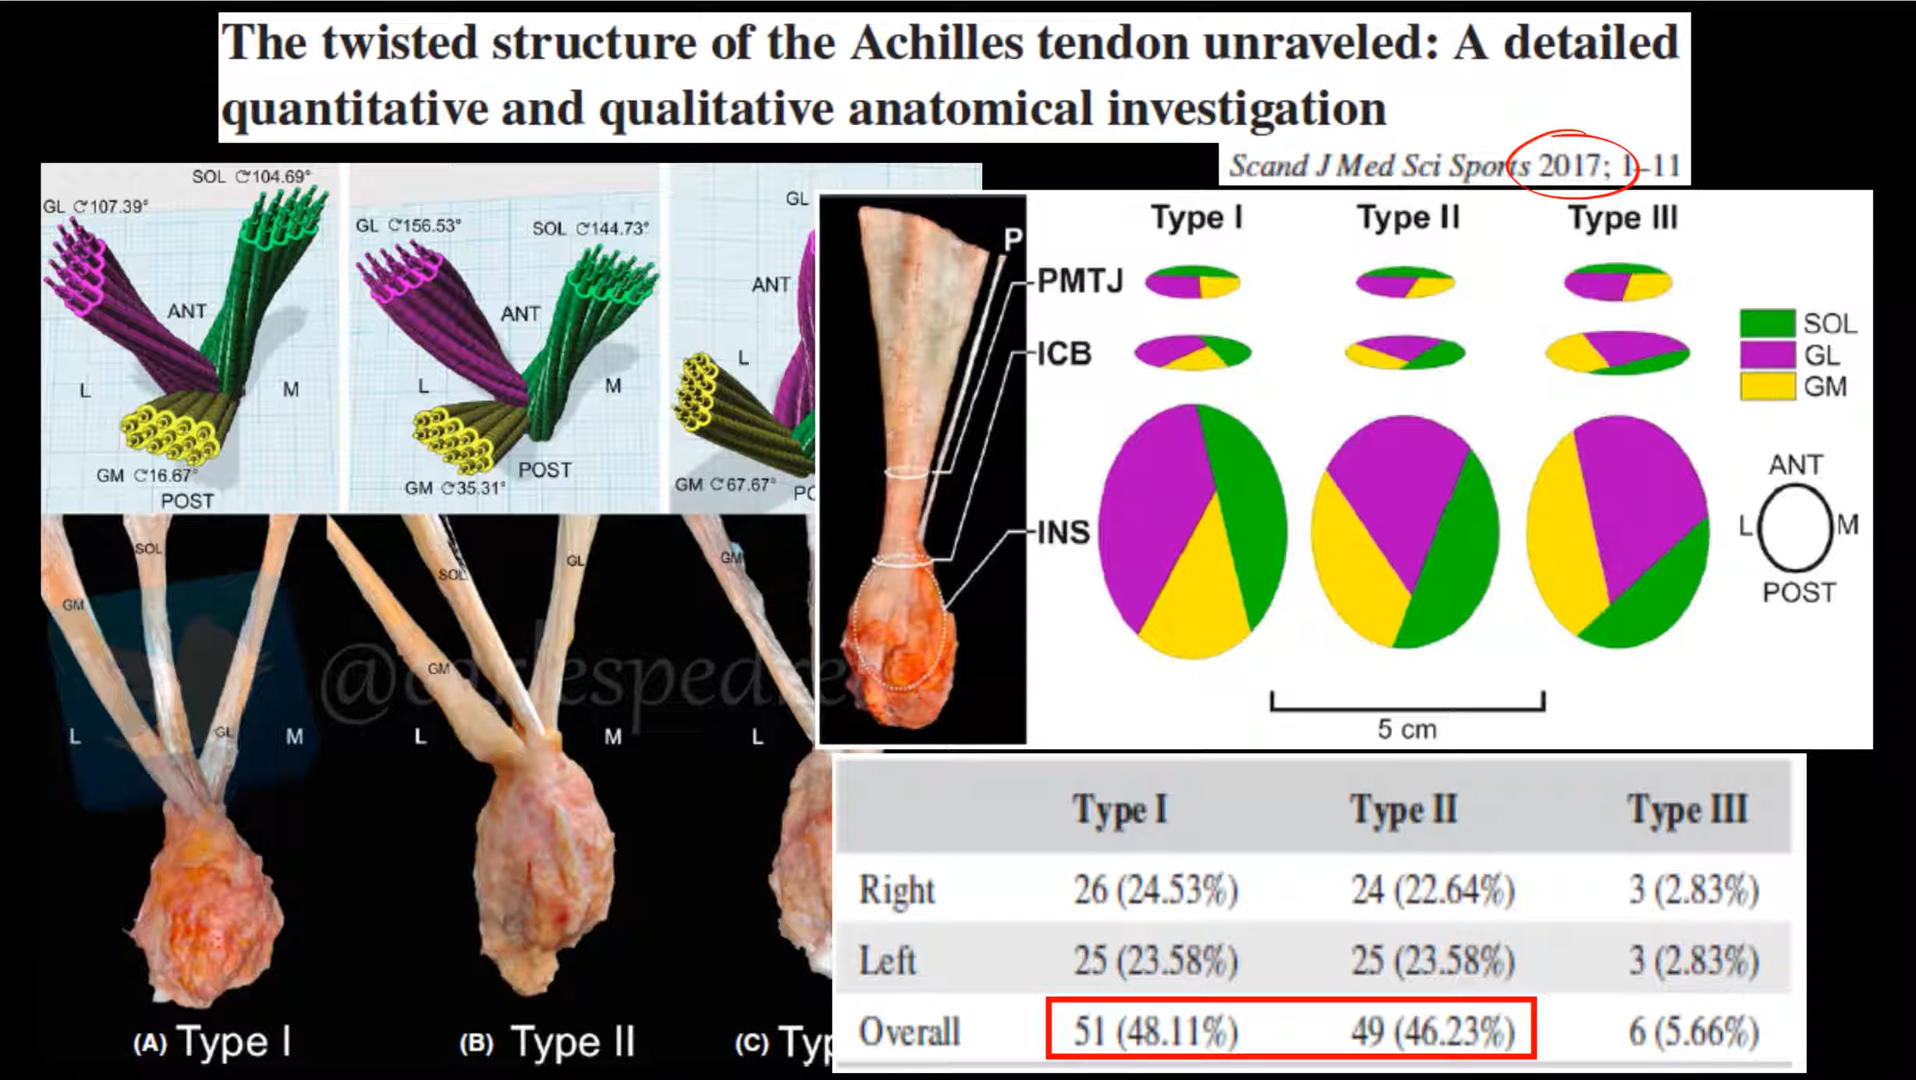 The twisted structure of the Achilles tendon unraveled: A detailed
quantitative and qualitative anatomical investigation
Scand J Med Sci Sports 2017; 1–11
SOL ↻104.69°
GL ↻107.39°
ANT
L
M
GM ↻16.67°
POST
GL ↻156.53°
SOL ↻144.73°
ANT
L
M
POST
GM ↻35.31°
GL
ANT
L
GM ↻67.67°
SOL
GM
GL
L
M
(A) Type I
SOL
GL
GM
L
M
(B) Type II
GM
L
(C)
P
PMTJ
ICB
INS
Type I Type II Type III
SOL
GL
GM
ANT
L M
POST
5 cm
Type I Type II Type III
Right 26 (24.53%) 24 (22.64%) 3 (2.83%)
Left 25 (23.58%) 25 (23.58%) 3 (2.83%)
Overall 51 (48.11%) 49 (46.23%) 6 (5.66%)